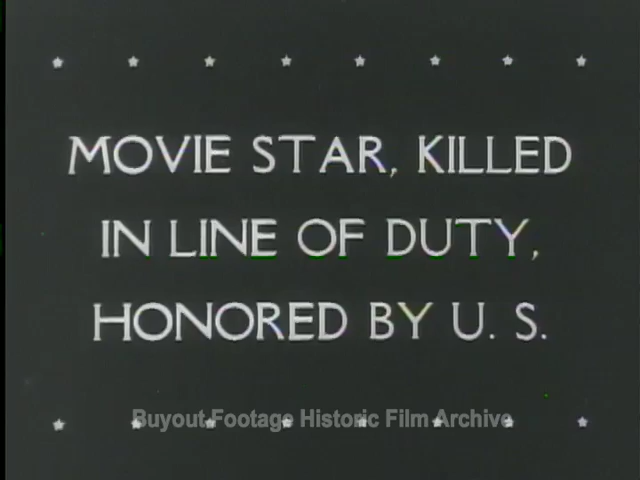 MOVIE STAR, KILLED
IN LINE OF DUTY,
HONORED BY U. S.
Buyout Footage Historic Film Archive